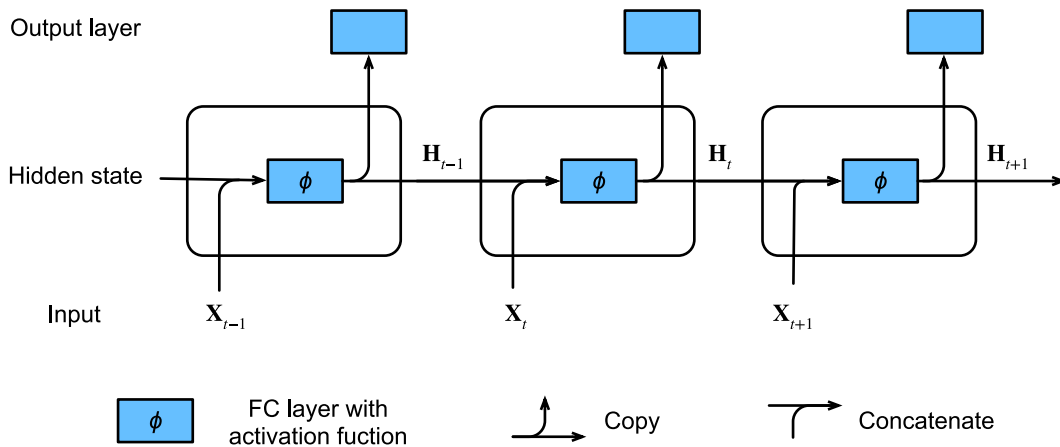 Output layer
Hidden state
ϕ
H_{t−1}
ϕ
H_t
ϕ
H_{t+1}
Input
X_{t−1}
X_t
X_{t+1}
ϕ
FC layer with
activation fuction
Copy
Concatenate